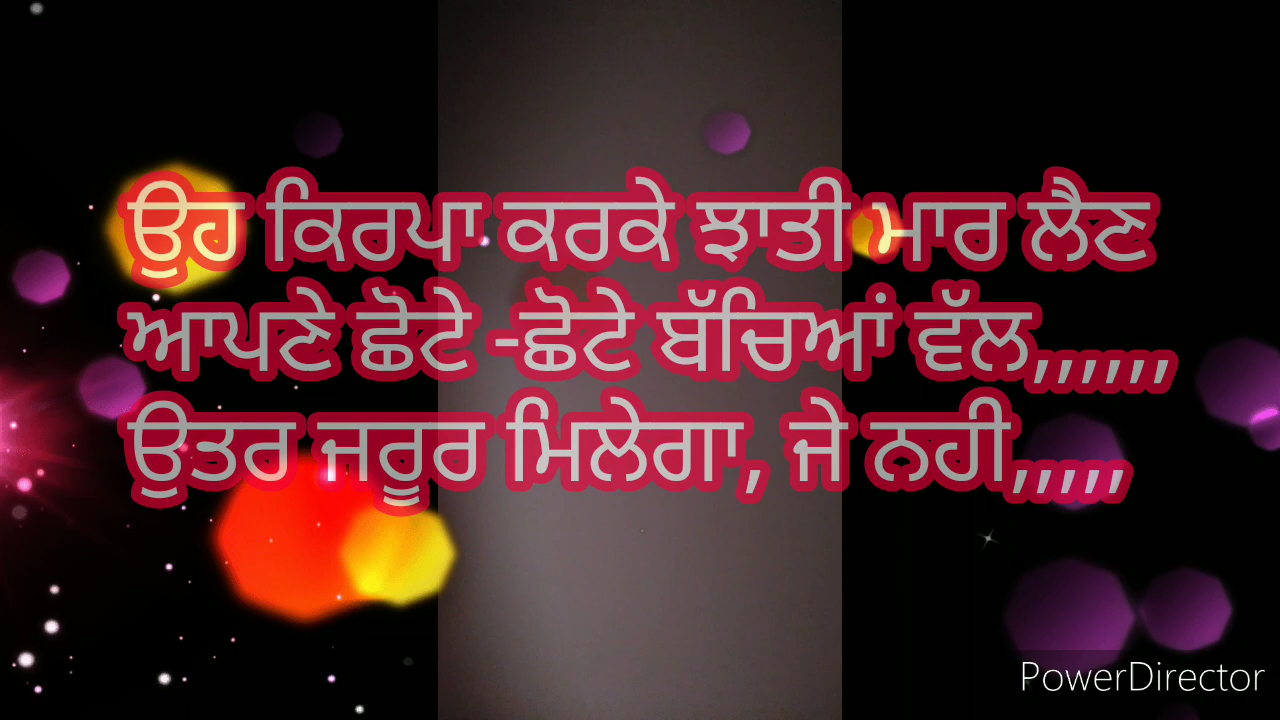 ਉਹ ਕਿਰਪਾ ਕਰਕੇ ਝਾਤੀ ਮਾਰ ਲੈਣ
ਆਪਣੇ ਛੋਟੇ -ਛੋਟੇ ਬੱਚਿਆਂ ਵੱਲ,,,,,,
ਉਤਰ ਜਰੂਰ ਮਿਲੇਗਾ, ਜੇ ਨਹੀ,,,,,
PowerDirector